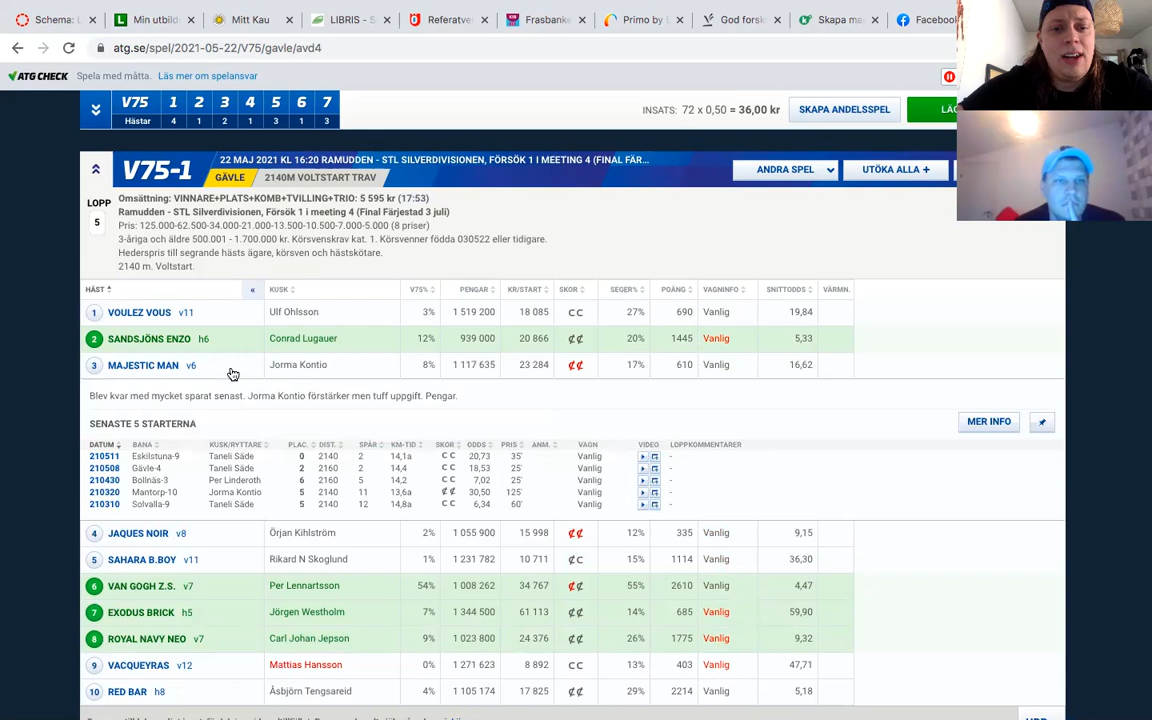 Schema: L
Min utbild
Mitt Kau
LIBRIS - S
Referatver
Frasbanke
Primo by
God forsk
Skapa ma
Facebook
atg.se/spel/2021-05-22/V75/gavle/avd4
ATG CHECK Spela med måtta. Läs mer om spelansvar
V75 1 2 3 4 5 6 7
Hästar 4 1 2 1 3 1 3
INSATS: 72 x 0,50 = 36,00 kr
SKAPA ANDELSSPEL
V75-1
22 MAJ 2021 KL 16:20 RAMUDDEN - STL SILVERDIVISIONEN, FÖRSÖK 1 I MEETING 4 (FINAL FÄR...
GÄVLE 2140M VOLTSTART TRAV
ANDRA SPEL
UTÖKA ALLA +
LOPP
5
Omsättning: VINNARE+PLATS+KOMB+TVILLING+TRIO: 5 595 kr (17:53)
Ramudden - STL Silverdivisionen, Försök 1 i meeting 4 (Final Färjestad 3 juli)
Pris: 125.000-62.500-34.000-21.000-13.500-10.500-7.000-5.000 (8 priser)
3-åriga och äldre 500.001 - 1.700.000 kr. Körsvenskrav kat. 1. Körsvenner födda 030522 eller tidigare.
Hederspris till segrande hästs ägare, körsven och hästskötare.
2140 m. Voltstart.
HÄST « KUSK V75% PENGAR KR/START SKOR SEGER% POÄNG VAGNINFO SNITTODDS VÄRMN.
1 VOULEZ VOUS v11 Ulf Ohlsson 3% 1 519 200 18 085 C C 27% 690 Vanlig 19,84
2 SANDSJÖNS ENZO h6 Conrad Lugauer 12% 939 000 20 866 ₵ ₵ 20% 1445 Vanlig 5,33
3 MAJESTIC MAN v6 Jorma Kontio 8% 1 117 635 23 284 ₵ ₵ 17% 610 Vanlig 16,62
Blev kvar med mycket sparat senast. Jorma Kontio förstärker men tuff uppgift. Pengar.
SENASTE 5 STARTERNA
MER INFO
DATUM BANA KUSK/RYTTARE PLAC. DIST. SPÅR KM-TID SKOR ODDS PRIS ANM. VAGN VIDEO LOPPKOMMENTARER
210511 Eskilstuna-9 Taneli Säde 0 2140 2 14,1a C C 20,73 35' Vanlig -
210508 Gävle-4 Taneli Säde 2 2160 2 14,4 C C 18,53 25' Vanlig -
210430 Bollnäs-3 Per Linderoth 6 2160 5 14,2 C C 7,02 25' Vanlig -
210320 Mantorp-10 Jorma Kontio 5 2140 11 13,6a ₵ ₵ 30,50 125' Vanlig -
210310 Solvalla-9 Taneli Säde 5 2140 12 14,8a C C 6,34 60' Vanlig -
4 JAQUES NOIR v8 Örjan Kihlström 2% 1 055 900 15 998 ₵ ₵ 12% 335 Vanlig 9,15
5 SAHARA B.BOY v11 Rikard N Skoglund 1% 1 231 782 10 711 ₵ C 15% 1114 Vanlig 36,30
6 VAN GOGH Z.S. v7 Per Lennartsson 54% 1 008 262 34 767 ₵ ₵ 55% 2610 Vanlig 4,47
7 EXODUS BRICK h5 Jörgen Westholm 7% 1 344 500 61 113 ₵ ₵ 14% 685 Vanlig 59,90
8 ROYAL NAVY NEO v7 Carl Johan Jepson 9% 1 023 800 24 376 ₵ ₵ 26% 1775 Vanlig 9,32
9 VACQUEYRAS v12 Mattias Hansson 0% 1 271 623 8 892 C C 13% 403 Vanlig 47,71
10 RED BAR h8 Åsbjörn Tengsareid 4% 1 105 174 17 825 ₵ ₵ 29% 2214 Vanlig 5,18